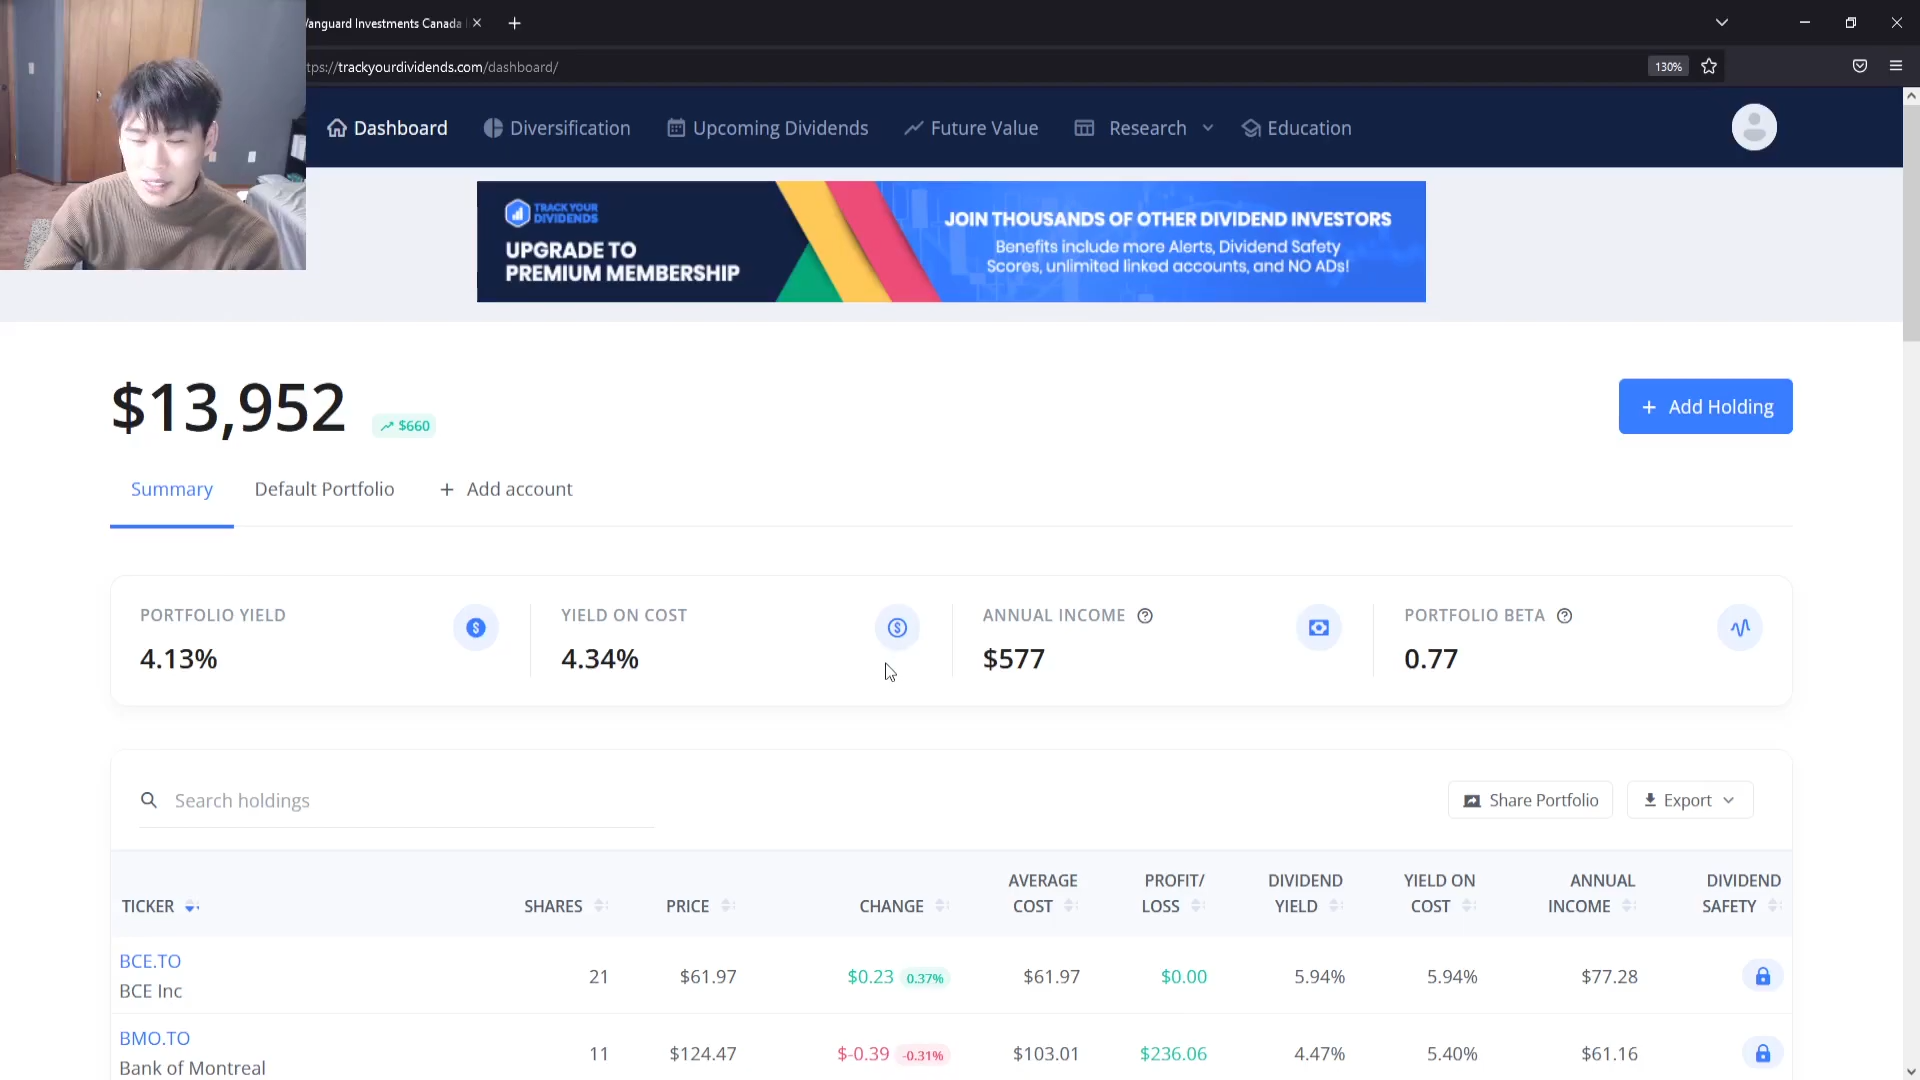 Vanguard Investments Canada
tps://trackyourdividends.com/dashboard/
130%
Dashboard
Diversification
Upcoming Dividends
Future Value
Research
Education
TRACK YOUR
DIVIDENDS
UPGRADE TO
PREMIUM MEMBERSHIP
JOIN THOUSANDS OF OTHER DIVIDEND INVESTORS
Benefits include more Alerts, Dividend Safety
Scores, unlimited linked accounts, and NO ADs!
$13,952
$660
+ Add Holding
Summary
Default Portfolio
+ Add account
PORTFOLIO YIELD
4.13%
YIELD ON COST
4.34%
ANNUAL INCOME
$577
PORTFOLIO BETA
0.77
Search holdings
Share Portfolio
Export
TICKER
SHARES
PRICE
CHANGE
AVERAGE
COST
PROFIT/
LOSS
DIVIDEND
YIELD
YIELD ON
COST
ANNUAL
INCOME
DIVIDEND
SAFETY
BCE.TO
BCE Inc
21
$61.97
$0.23 0.37%
$61.97
$0.00
5.94%
5.94%
$77.28
BMO.TO
Bank of Montreal
11
$124.47
$-0.39 -0.31%
$103.01
$236.06
4.47%
5.40%
$61.16